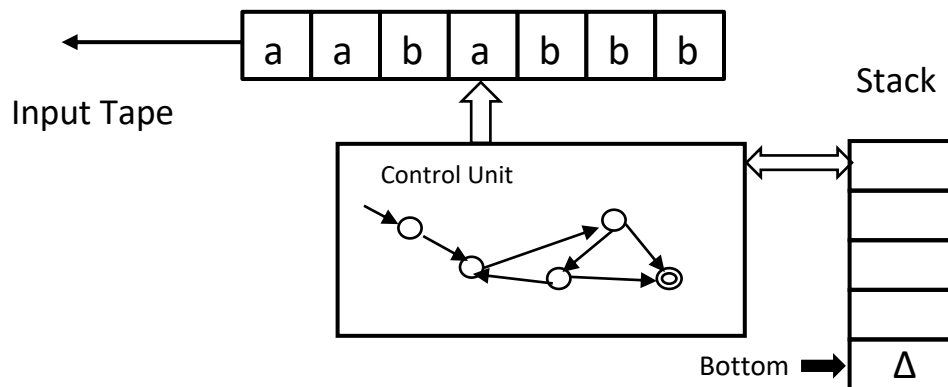 a a b a b b b
Stack
Input Tape
Control Unit
Bottom
Δ